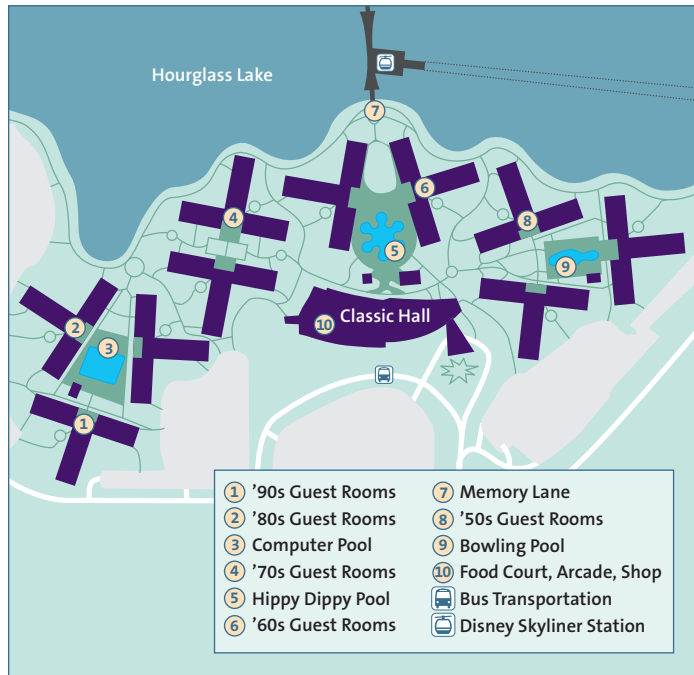 Hourglass Lake
7
6
4
8
5
9
10 Classic Hall
2
3
1
1 ’90s Guest Rooms
2 ’80s Guest Rooms
3 Computer Pool
4 ’70s Guest Rooms
5 Hippy Dippy Pool
6 ’60s Guest Rooms
7 Memory Lane
8 ’50s Guest Rooms
9 Bowling Pool
10 Food Court, Arcade, Shop
Bus Transportation
Disney Skyliner Station